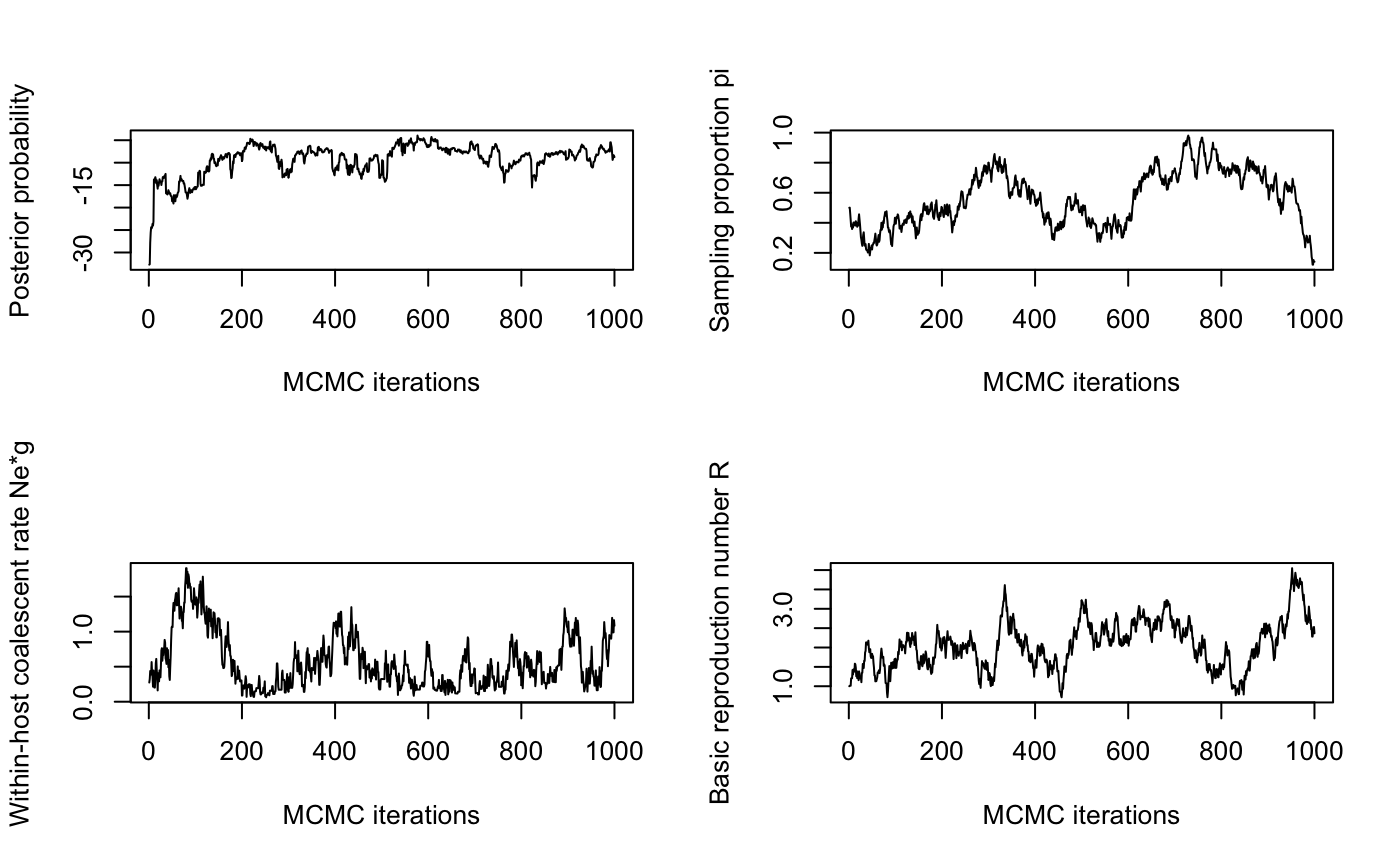 Posterior probability
-15
-30
0 200 400 600 800 1000
MCMC iterations
Sampling proportion pi
1.0
0.6
0.2
0 200 400 600 800 1000
MCMC iterations
Within-host coalescent rate Ne*g
1.0
0.0
0 200 400 600 800 1000
MCMC iterations
Basic reproduction number R
3.0
1.0
0 200 400 600 800 1000
MCMC iterations